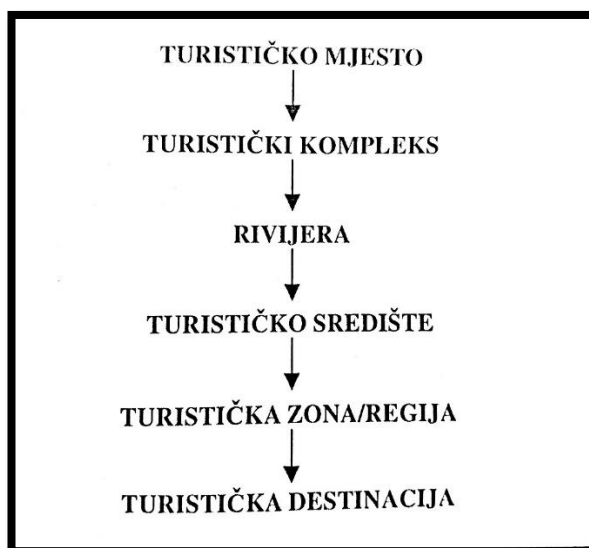 TURISTIČKO MJESTO
TURISTIČKI KOMPLEKS
RIVIJERA
TURISTIČKO SREDIŠTE
TURISTIČKA ZONA/REGIJA
TURISTIČKA DESTINACIJA